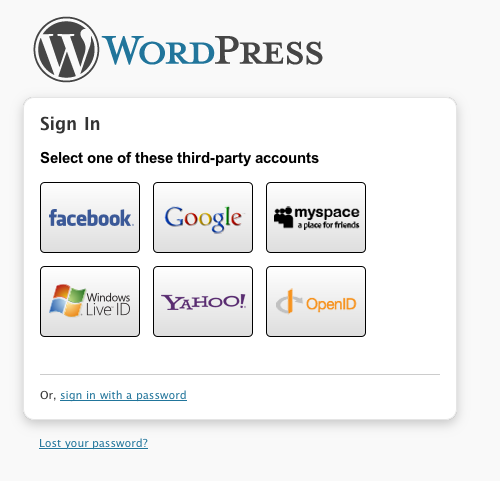 WORDPRESS
Sign In
Select one of these third-party accounts
facebook.
Google
myspace
a place for friends
Windows
Live ID
YAHOO!
OpenID
Or, sign in with a password
Lost your password?